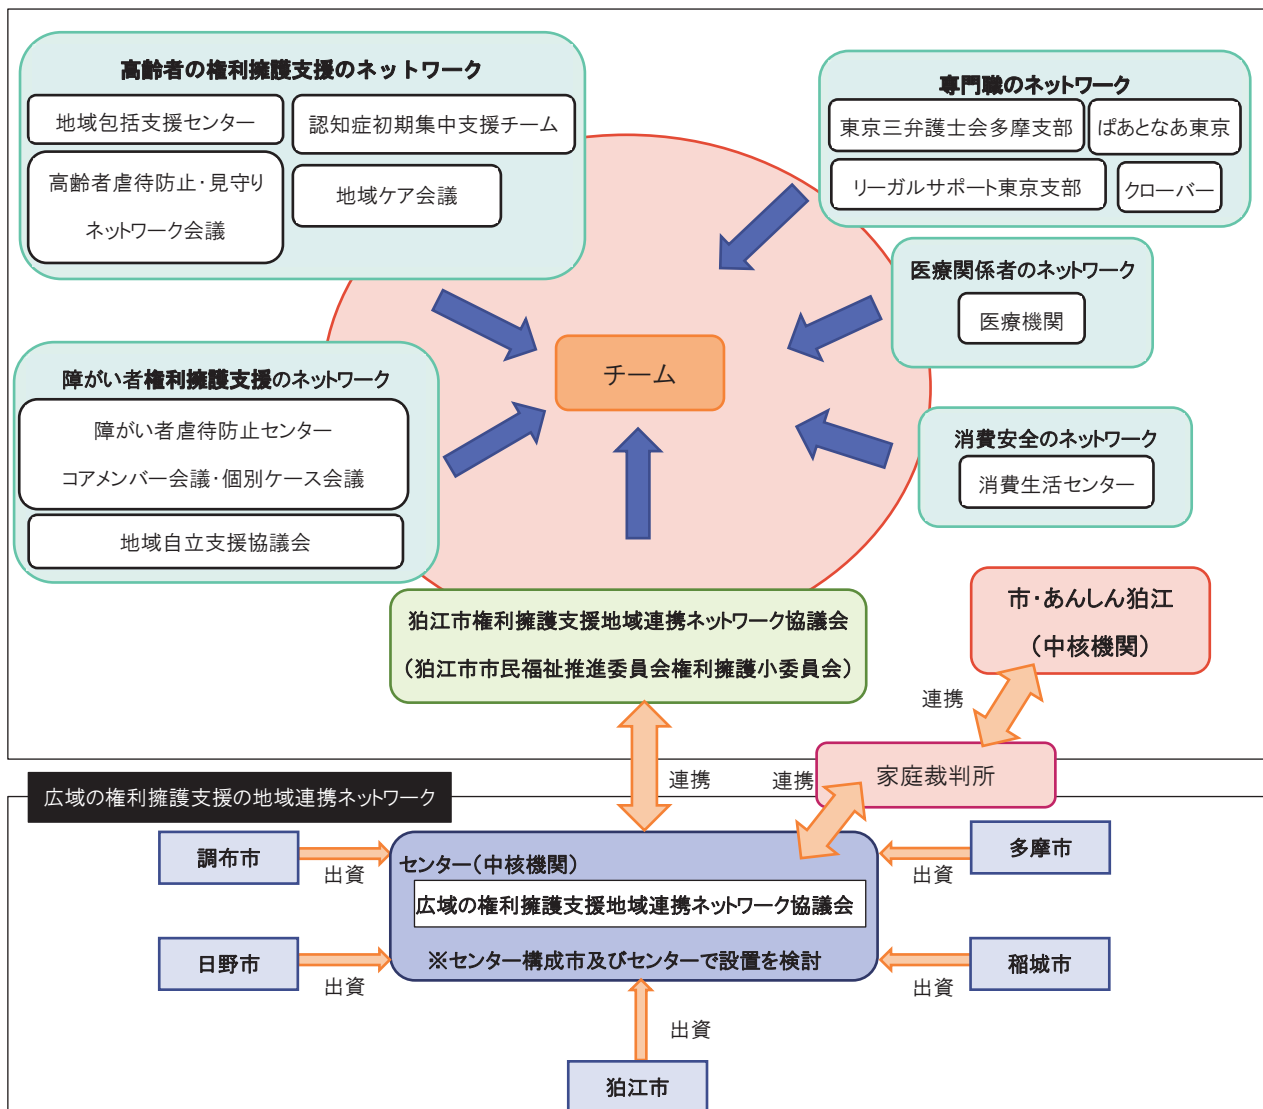 高齢者の権利擁護支援のネットワーク
地域包括支援センター
認知症初期集中支援チーム
高齢者虐待防止・見守り
ネットワーク会議
地域ケア会議
専門職のネットワーク
東京三弁護士会多摩支部
ぱあとなあ東京
リーガルサポート東京支部
クローバー
医療関係者のネットワーク
医療機関
チーム
障がい者権利擁護支援のネットワーク
障がい者虐待防止センター
コアメンバー会議・個別ケース会議
地域自立支援協議会
消費安全のネットワーク
消費生活センター
狛江市権利擁護支援地域連携ネットワーク協議会
（狛江市市民福祉推進委員会権利擁護小委員会）
市・あんしん狛江
（中核機関）
連携
家庭裁判所
連携
連携
広域の権利擁護支援の地域連携ネットワーク
調布市
出資
多摩市
出資
センター（中核機関）
広域の権利擁護支援地域連携ネットワーク協議会
※センター構成市及びセンターで設置を検討
日野市
出資
稲城市
出資
出資
狛江市